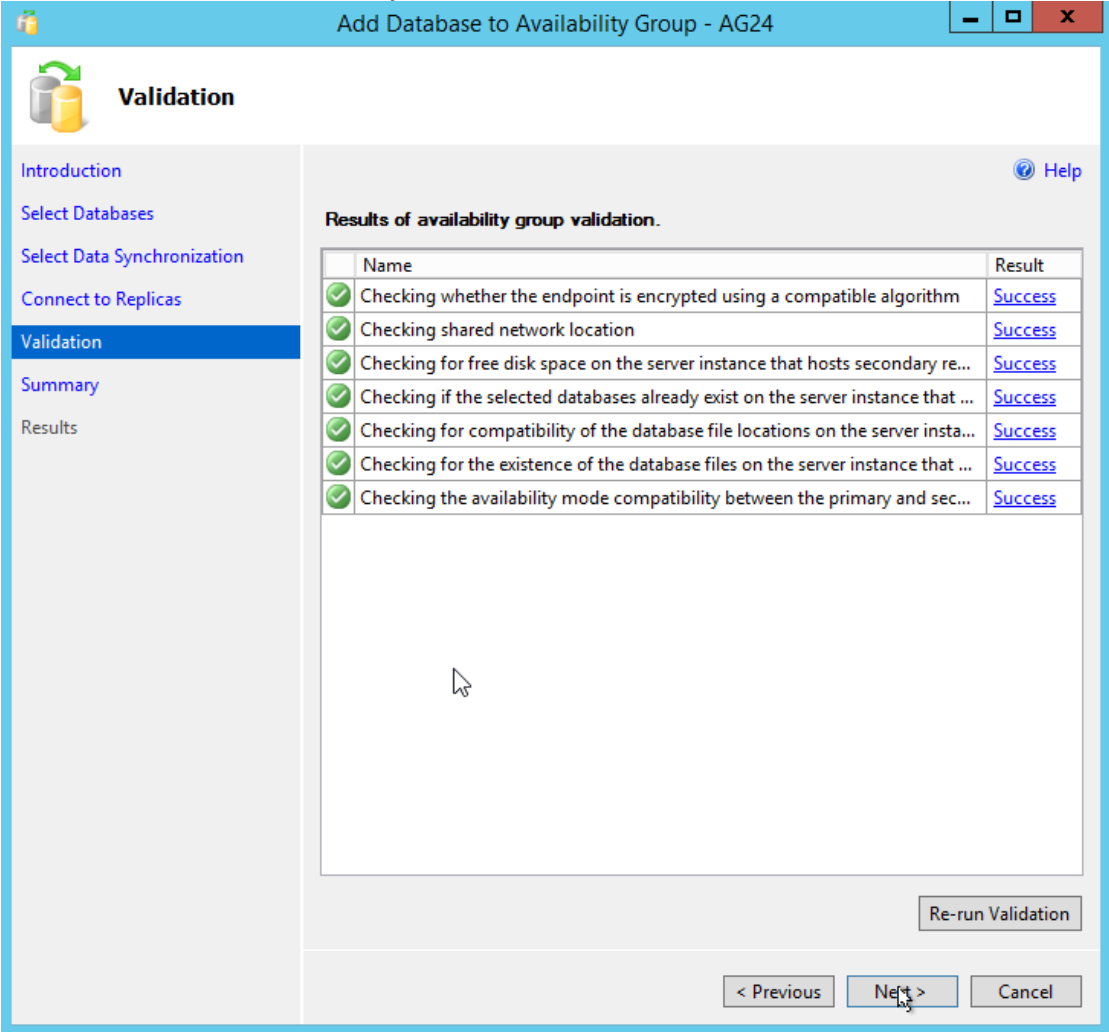 Add Database to Availability Group - AG24
Validation
Introduction
Select Databases
Select Data Synchronization
Connect to Replicas
Validation
Summary
Results
Help
Results of availability group validation.
Name Result
Checking whether the endpoint is encrypted using a compatible algorithm Success
Checking shared network location Success
Checking for free disk space on the server instance that hosts secondary re... Success
Checking if the selected databases already exist on the server instance that ... Success
Checking for compatibility of the database file locations on the server insta... Success
Checking for the existence of the database files on the server instance that ... Success
Checking the availability mode compatibility between the primary and sec... Success
Re-run Validation
< Previous Next > Cancel